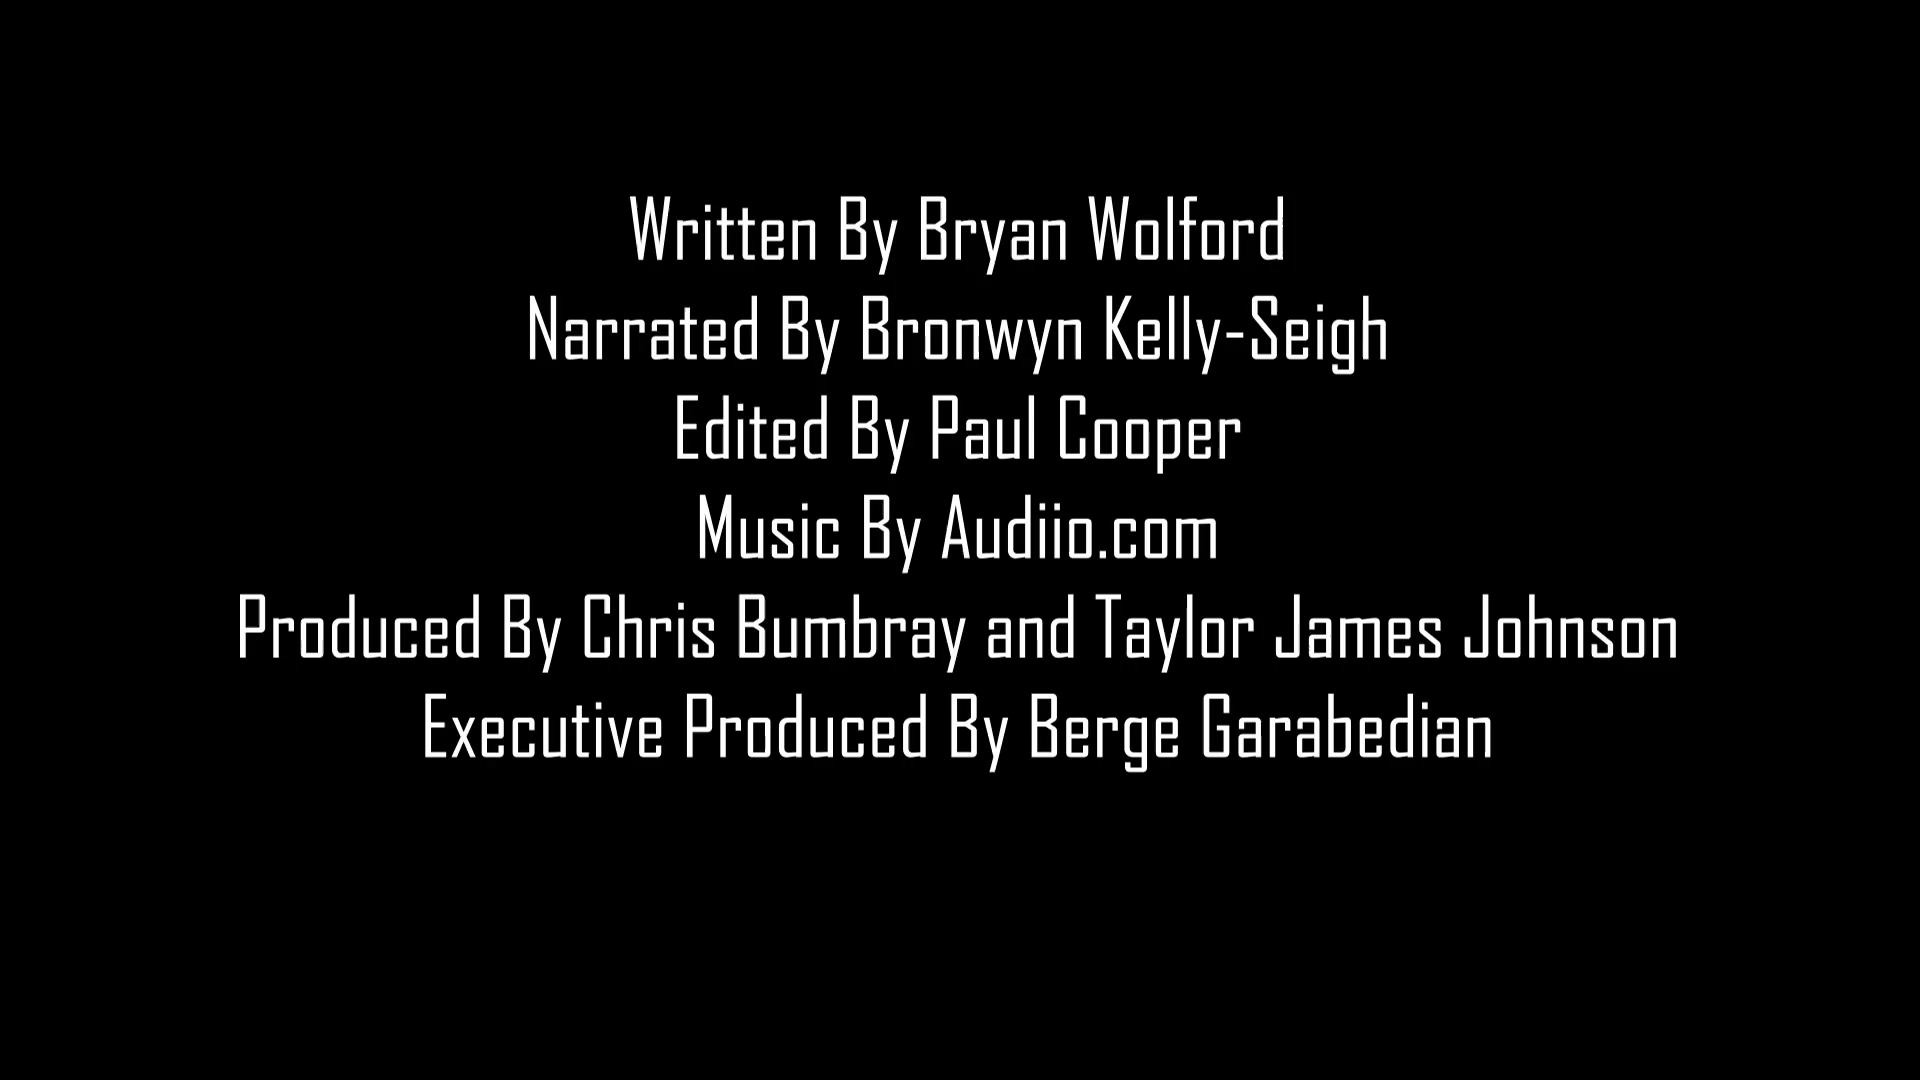 Written By Bryan Wolford
Narrated By Bronwyn Kelly-Seigh
Edited By Paul Cooper
Music By Audiio.com
Produced By Chris Bumbray and Taylor James Johnson
Executive Produced By Berge Garabedian